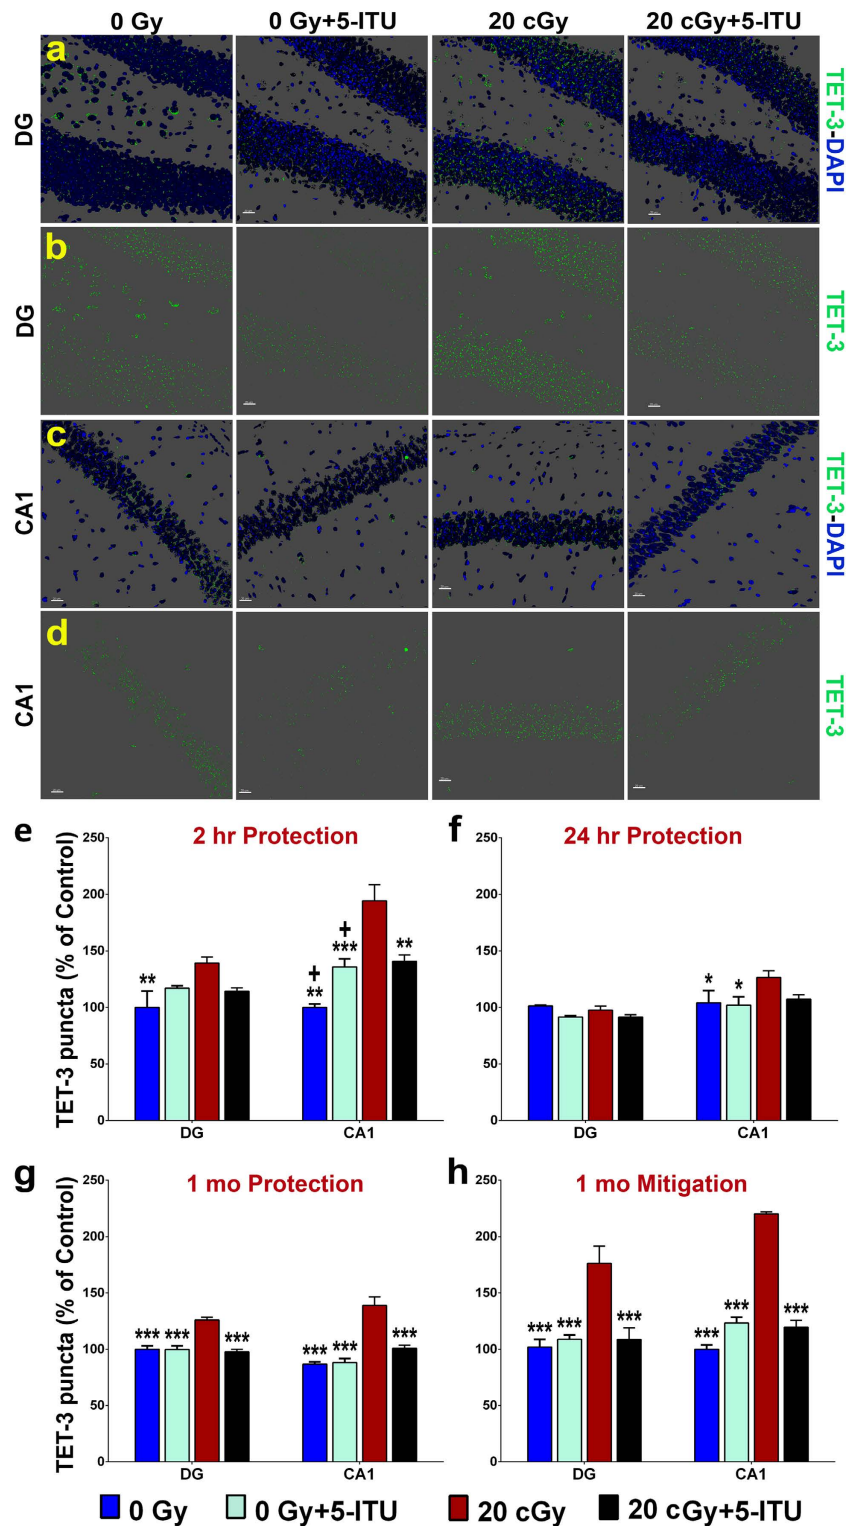 0 Gy 0 Gy+5-ITU 20 cGy 20 cGy+5-ITU
a
DG
TET-3-DAPI
b
DG
TET-3
c
CA1
TET-3-DAPI
d
CA1
TET-3
e 2 hr Protection
TET-3 puncta (% of Control)
250
200
150
100
50
0
**
ǂ
**
ǂ
***
**
DG CA1
f 24 hr Protection
250
200
150
100
50
0
* *
DG CA1
g 1 mo Protection
TET-3 puncta (% of Control)
250
200
150
100
50
0
*** *** *** *** *** ***
DG CA1
h 1 mo Mitigation
250
200
150
100
50
0
*** *** *** *** *** ***
DG CA1
0 Gy 0 Gy+5-ITU 20 cGy 20 cGy+5-ITU